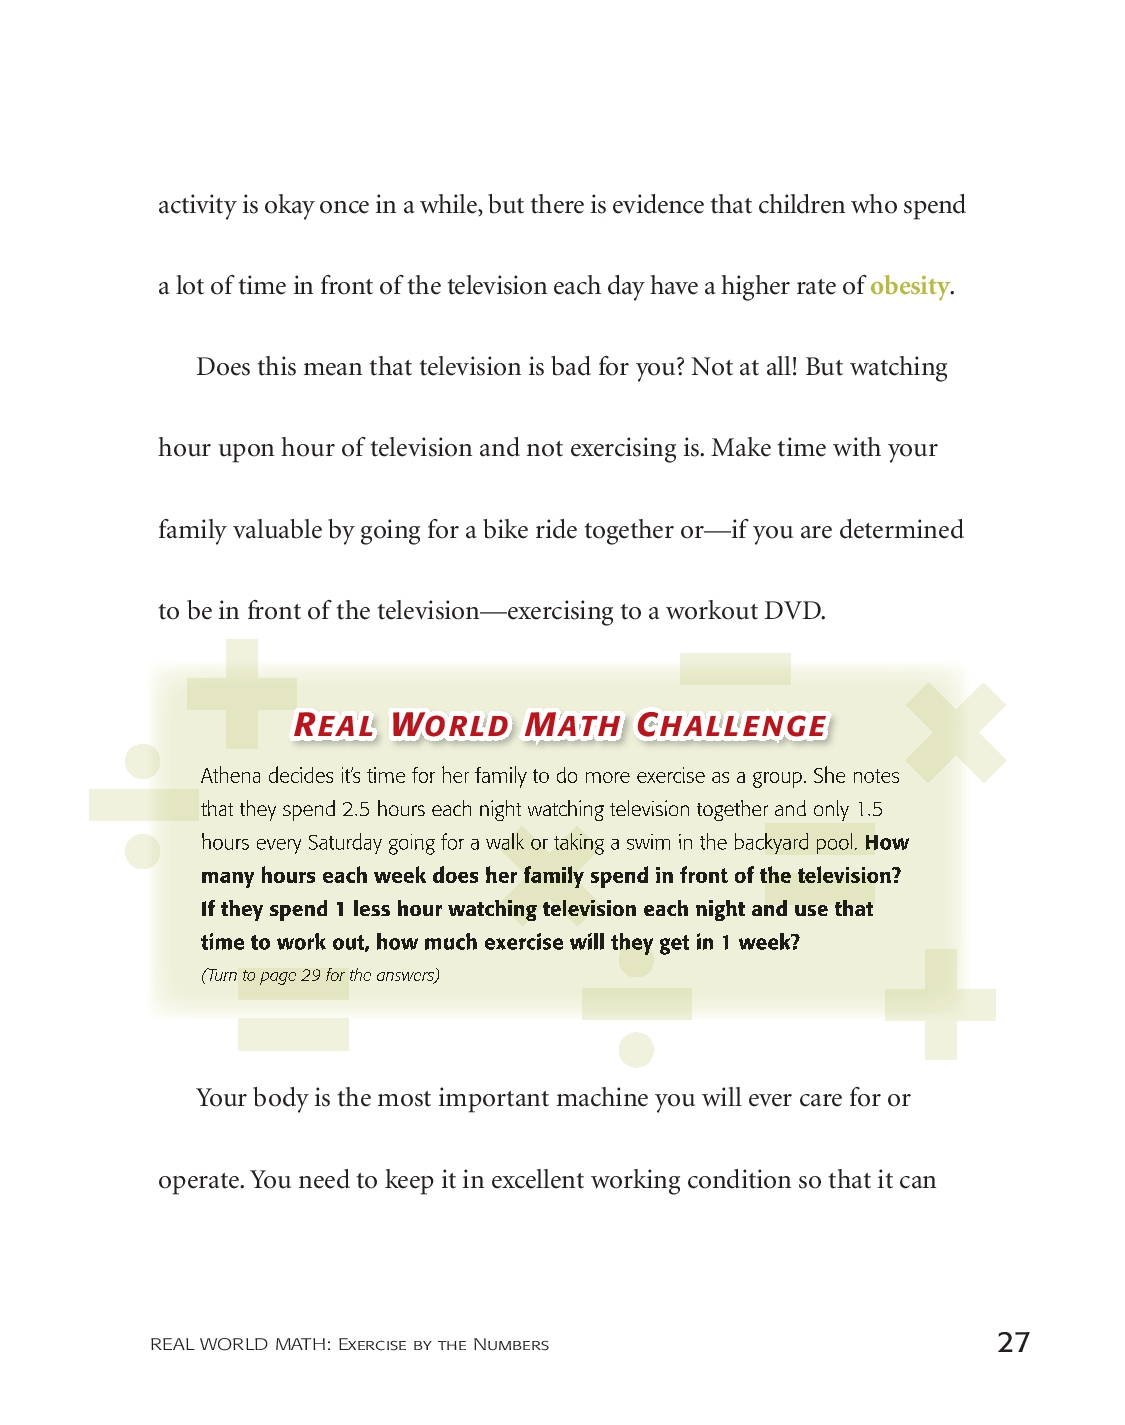 activity is okay once in a while, but there is evidence that children who spend
a lot of time in front of the television each day have a higher rate of obesity.
Does this mean that television is bad for you? Not at all! But watching
hour upon hour of television and not exercising is. Make time with your
family valuable by going for a bike ride together or—if you are determined
to be in front of the television—exercising to a workout DVD.
REAL WORLD MATH CHALLENGE
Athena decides it's time for her family to do more exercise as a group. She notes
that they spend 2.5 hours each night watching television together and only 1.5
hours every Saturday going for a walk or taking a swim in the backyard pool. How
many hours each week does her family spend in front of the television?
If they spend 1 less hour watching television each night and use that
time to work out, how much exercise will they get in 1 week?
(Turn to page 29 for the answers)
Your body is the most important machine you will ever care for or
operate. You need to keep it in excellent working condition so that it can
REAL WORLD MATH: EXERCISE BY THE NUMBERS
27